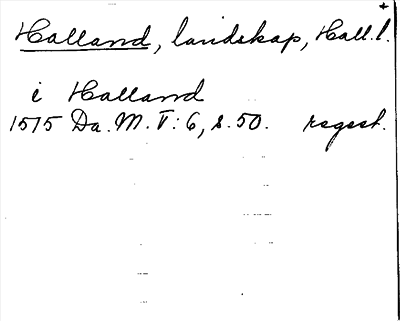 Halland, landskap, Hall.l.
i Halland
1575 Da. M. V: 6, s. 50. regest.